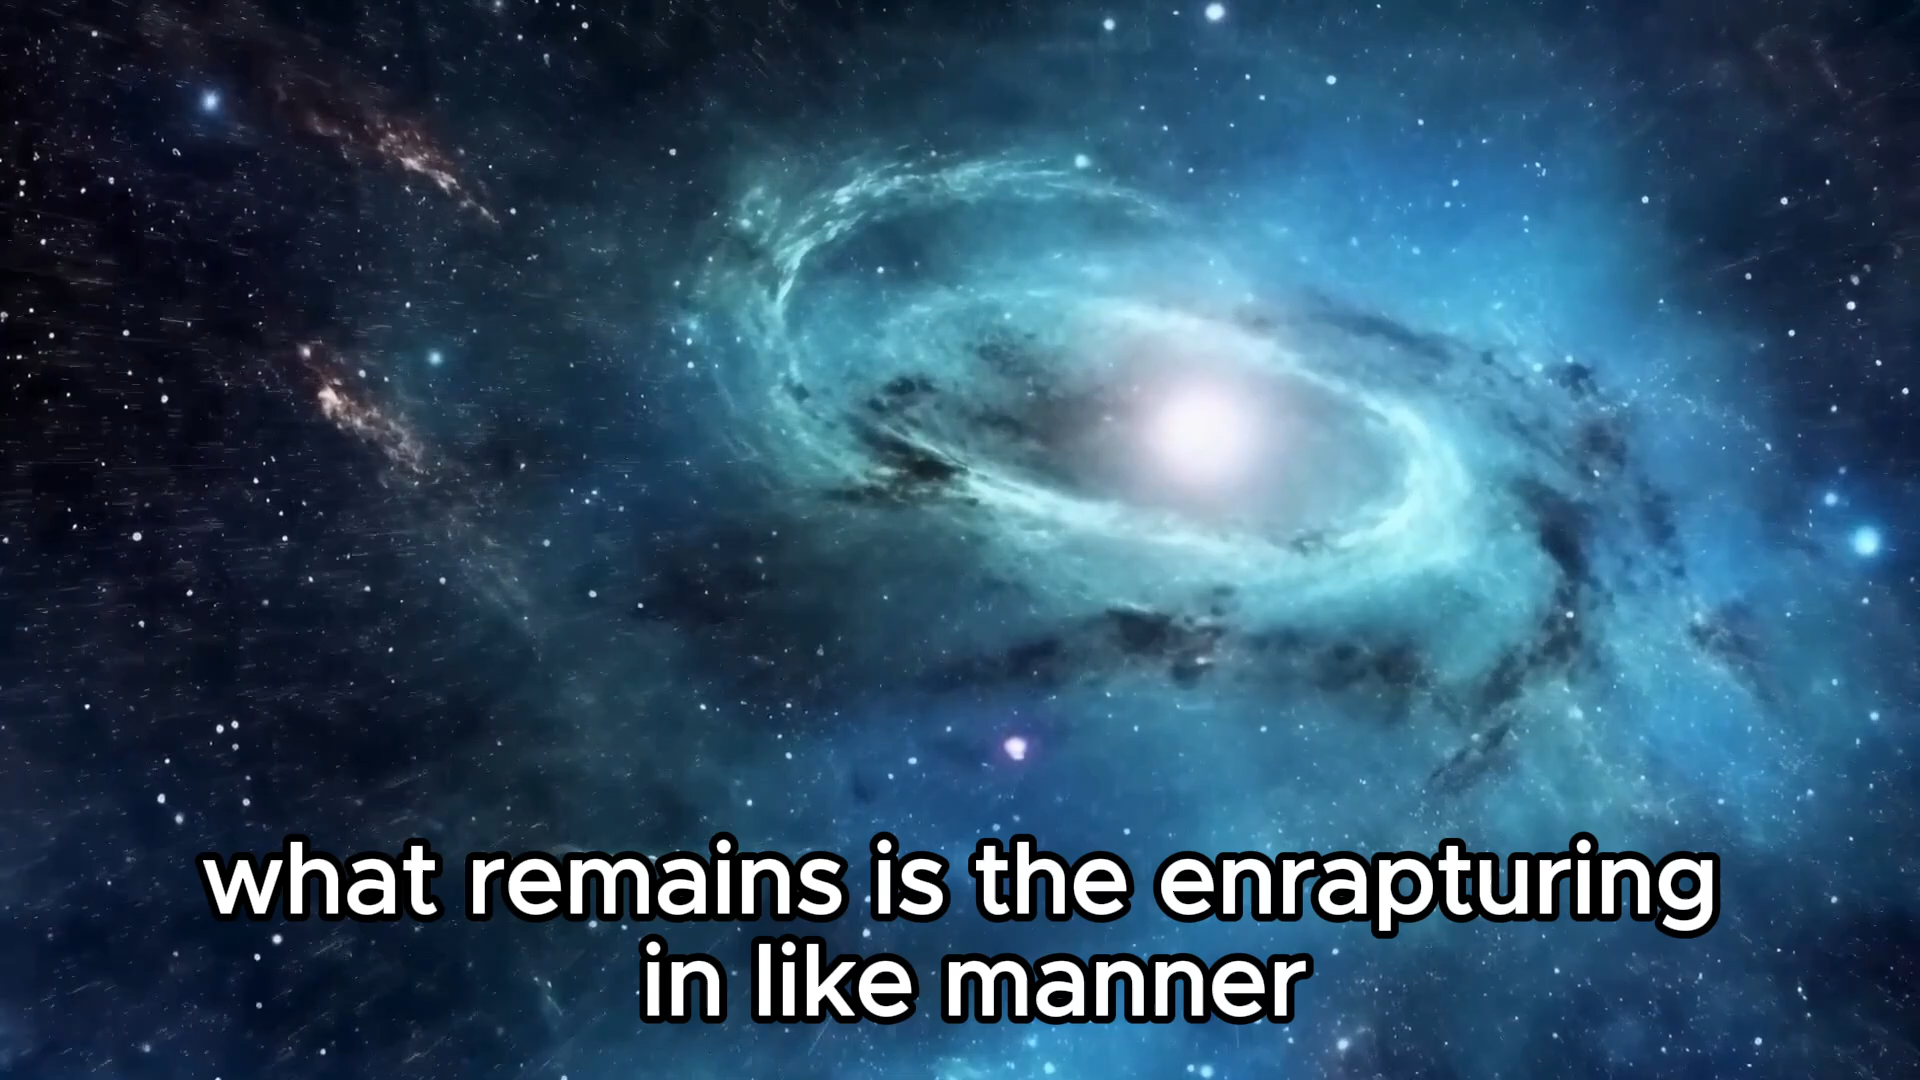 what remains is the enrapturing
in like manner